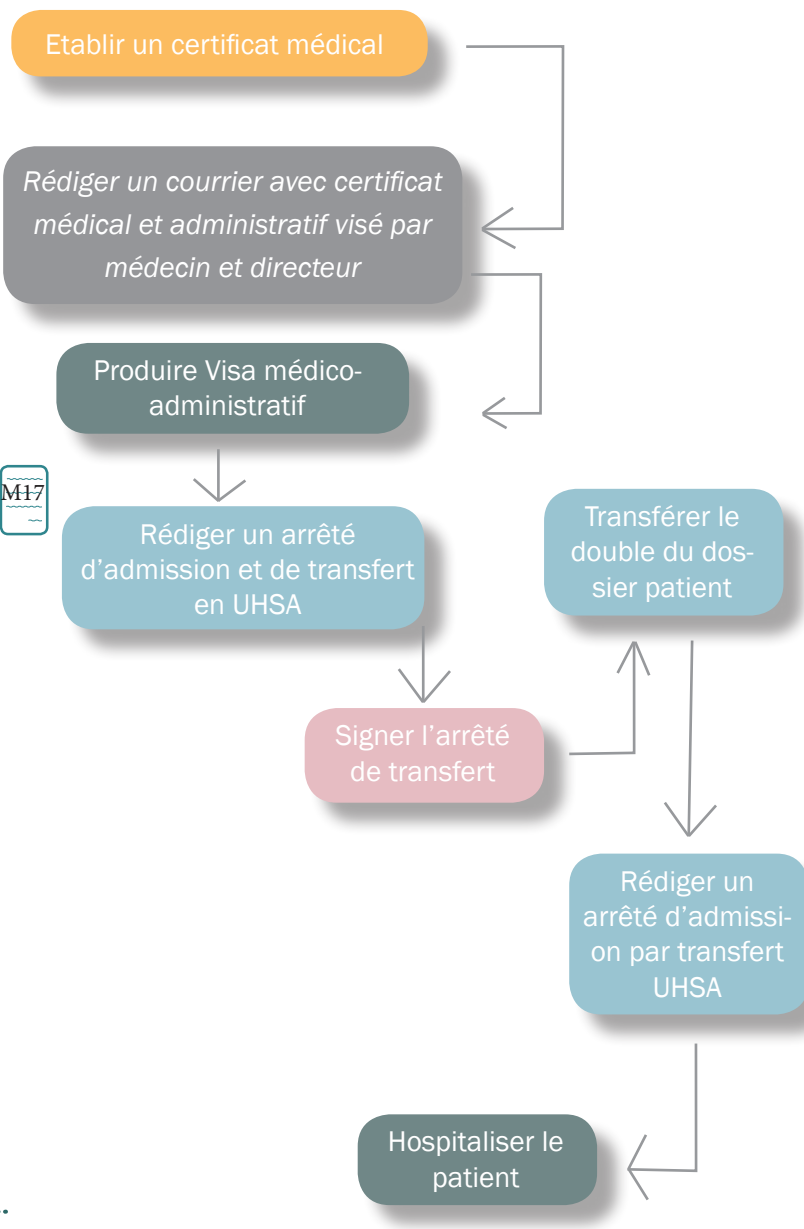 Etablir un certificat médical
Rédiger un courrier avec certificat
médical et administratif visé par
médecin et directeur
Produire Visa médico-
administratif
M17
Rédiger un arrêté
d'admission et de transfert
en UHSA
Transférer le
double du dos-
sier patient
Signer l'arrêté
de transfert
Rédiger un
arrêté d'admissi-
on par transfert
UHSA
Hospitaliser le
patient